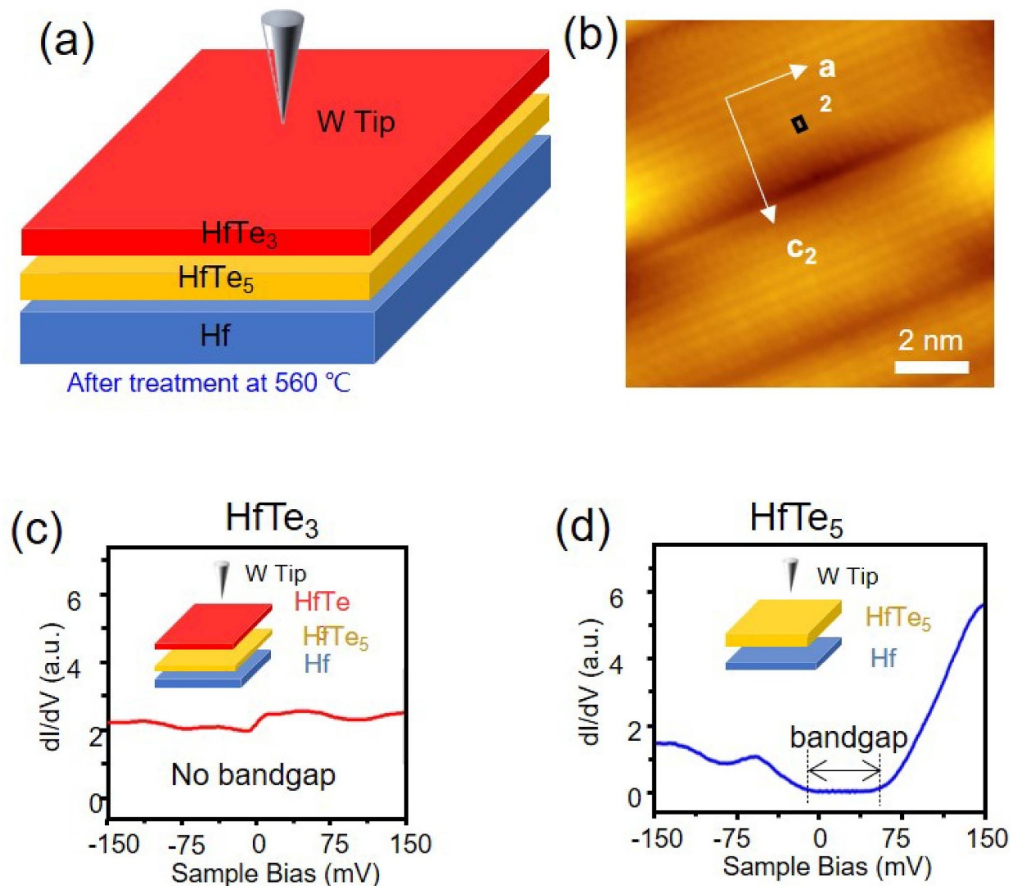 (a)
W Tip
HfTe₃
HfTe₅
Hf
After treatment at 560 ℃
(b)
a
2
c₂
2 nm
(c)
HfTe₃
W Tip
HfTe
HfTe₅
Hf
No bandgap
dI/dV (a.u.)
6
4
2
0
-150 -75 0 75 150
Sample Bias (mV)
(d)
HfTe₅
W Tip
HfTe₅
Hf
bandgap
dI/dV (a.u.)
6
4
2
0
-150 -75 0 75 150
Sample Bias (mV)